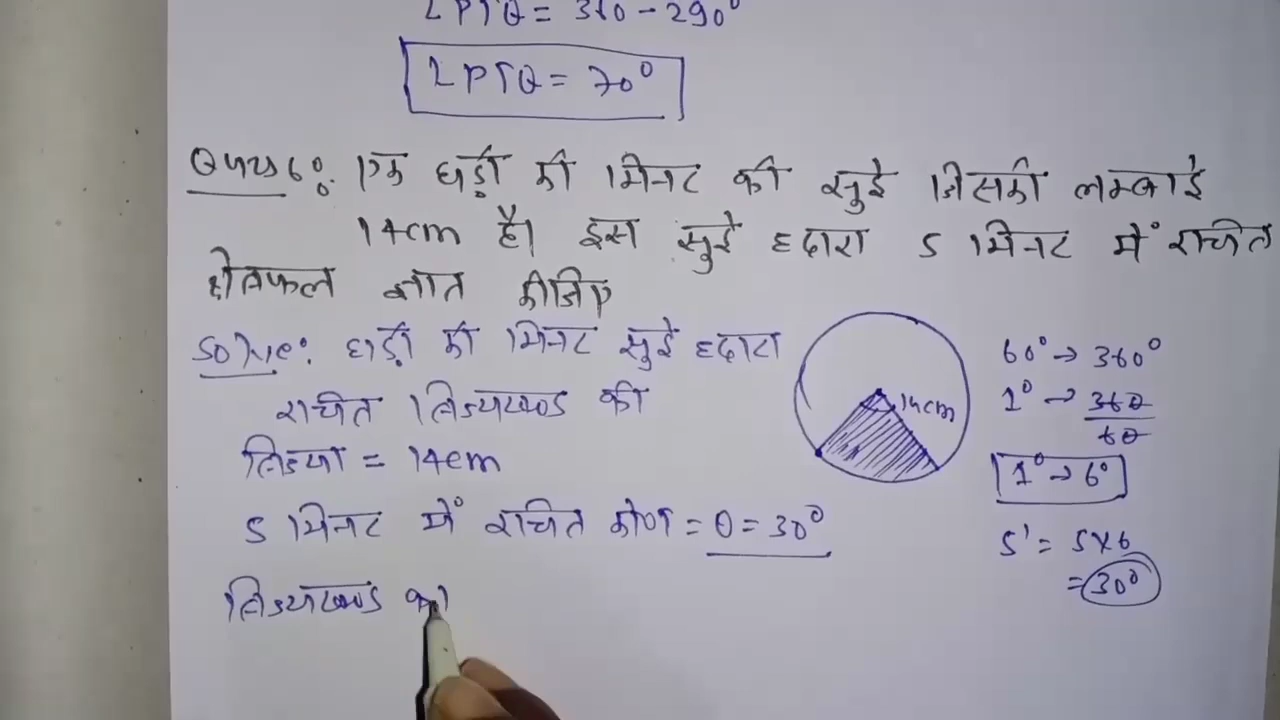 ∠PTQ = 360 - 290°
∠PTQ = 70°
Ques 6%. एक घड़ी की मिनट की सुई जिसकी लम्बाई
14cm है। इस सुई द्वारा 5 मिनट में रचित
क्षेत्रफल ज्ञात कीजिए
Solve: घड़ी की मिनट सुई द्वारा
रचित त्रिज्यखण्ड की
त्रिज्या = 14cm
5 मिनट में रचित कोण = θ = 30°
त्रिज्यखण्ड का
14cm
60° → 360°
1° → 360
60
1° → 6°
5' = 5×6
= 30°